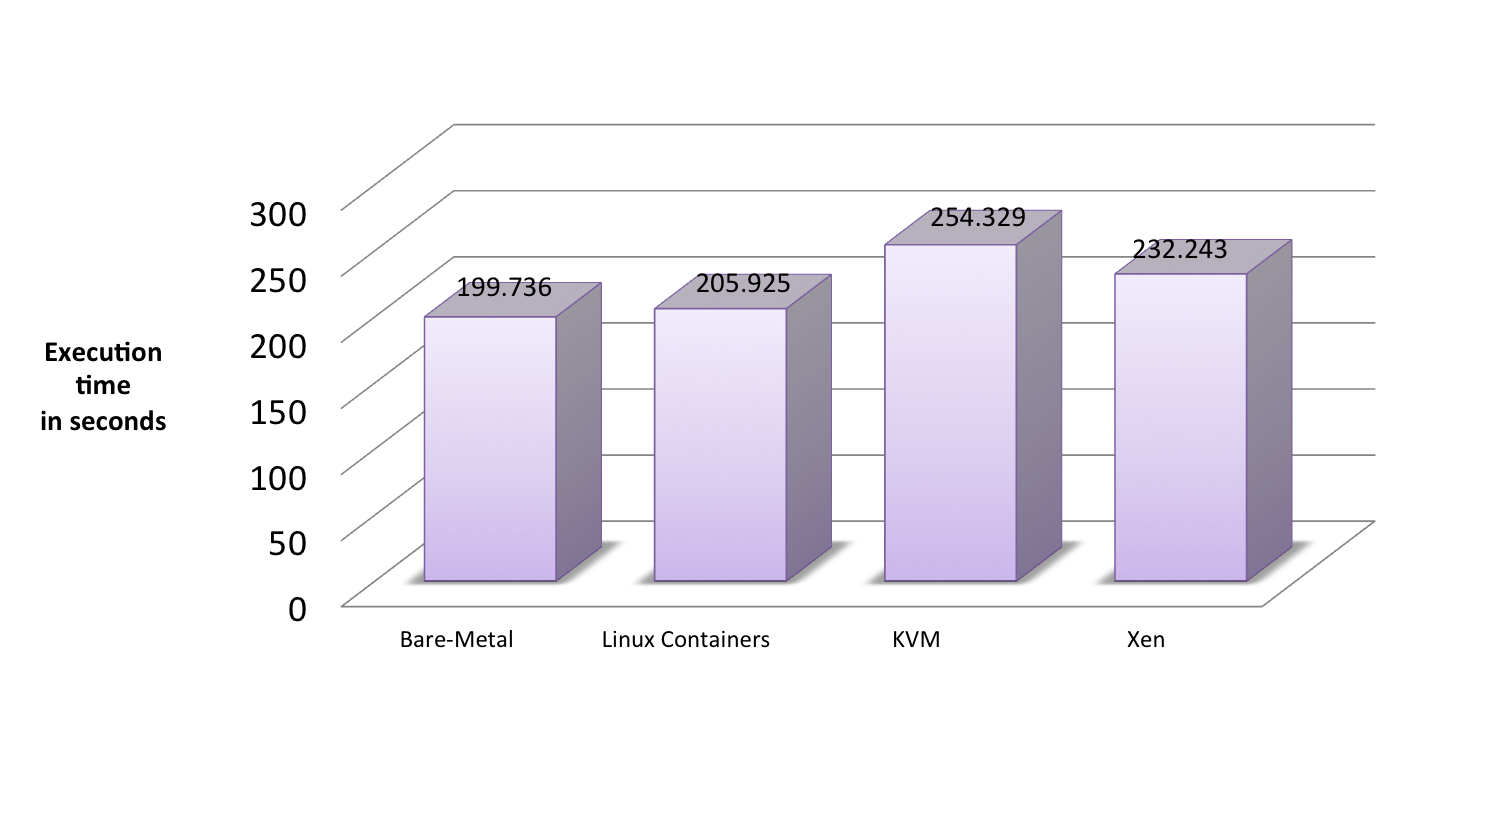 300
250
200
150
100
50
0
Execution
time
in seconds
199.736
205.925
254.329
232.243
Bare-Metal
Linux Containers
KVM
Xen